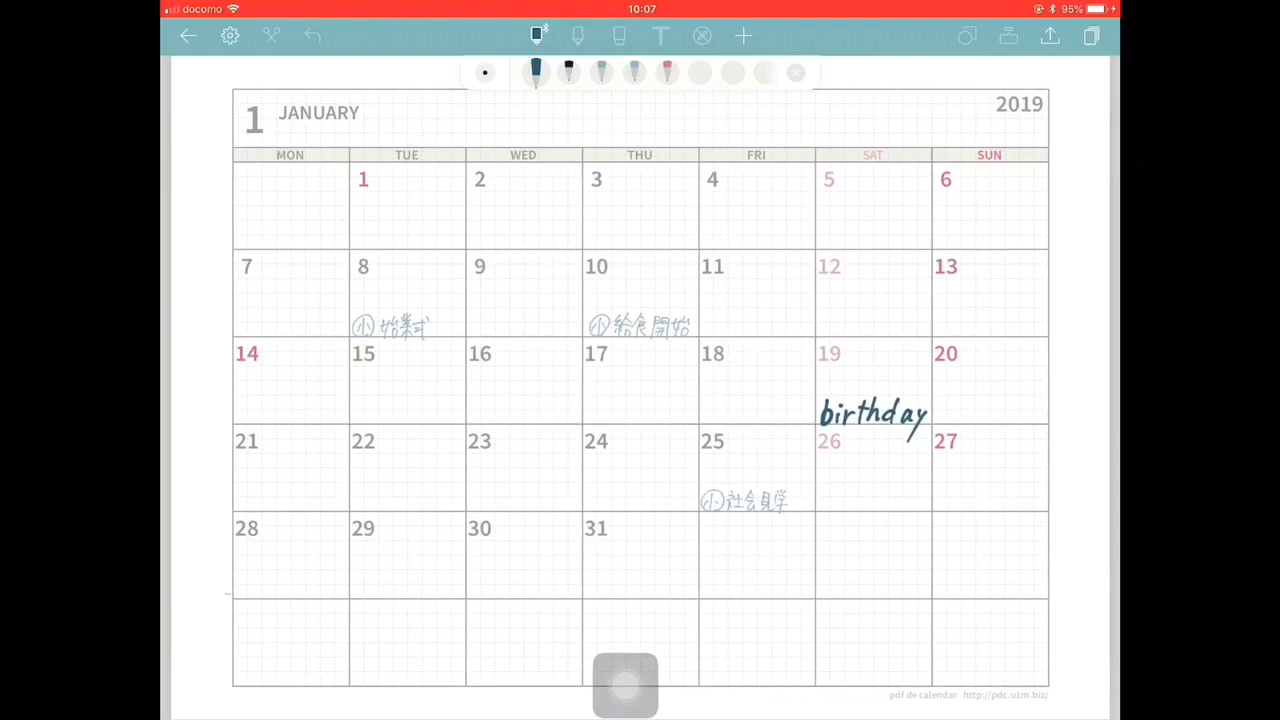 docomo 10:07 95%
1 JANUARY 2019
MON TUE WED THU FRI SAT SUN
1 2 3 4 5 6
7 8 9 10 11 12 13
小 始業式 小 給食開始
14 15 16 17 18 19 20
birthday
21 22 23 24 25 26 27
小 社会見学
28 29 30 31
pdf de calendar http://pdc.u1m.biz/